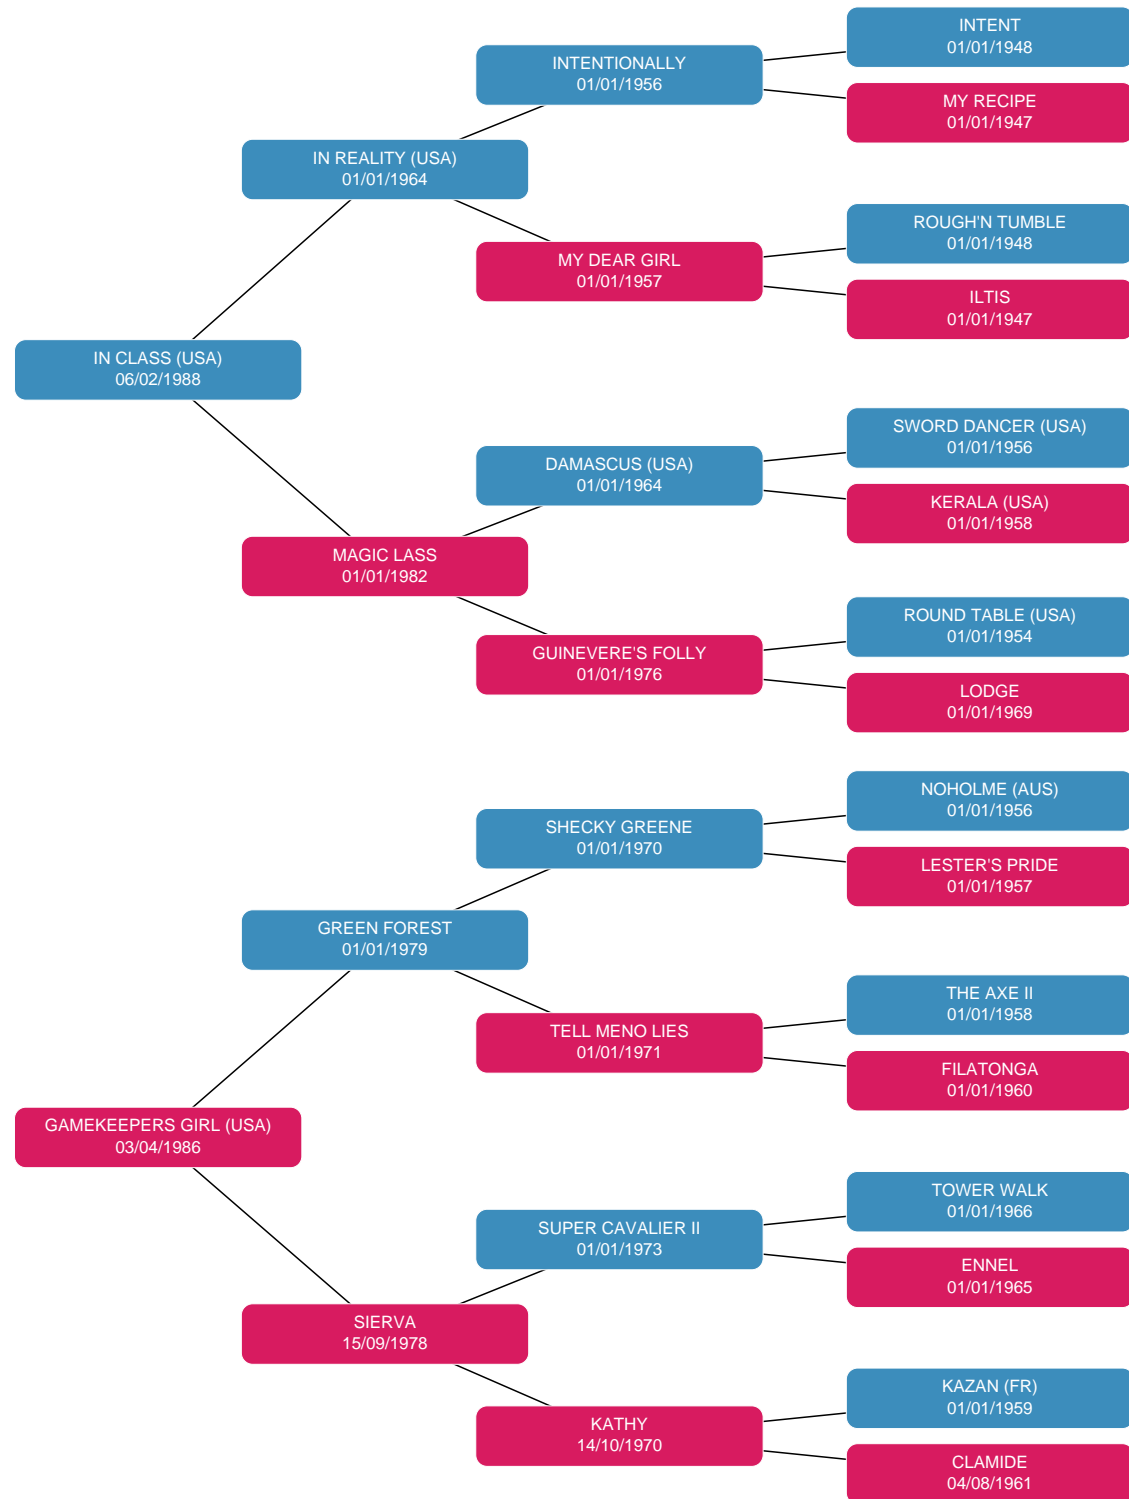 INTENT
01/01/1948
INTENTIONALLY
01/01/1956
MY RECIPE
01/01/1947
IN REALITY (USA)
01/01/1964
ROUGH'N TUMBLE
01/01/1948
MY DEAR GIRL
01/01/1957
ILTIS
01/01/1947
IN CLASS (USA)
06/02/1988
SWORD DANCER (USA)
01/01/1956
DAMASCUS (USA)
01/01/1964
KERALA (USA)
01/01/1958
MAGIC LASS
01/01/1982
ROUND TABLE (USA)
01/01/1954
GUINEVERE'S FOLLY
01/01/1976
LODGE
01/01/1969
NOHOLME (AUS)
01/01/1956
SHECKY GREENE
01/01/1970
LESTER'S PRIDE
01/01/1957
GREEN FOREST
01/01/1979
THE AXE II
01/01/1958
TELL MENO LIES
01/01/1971
FILATONGA
01/01/1960
GAMEKEEPERS GIRL (USA)
03/04/1986
TOWER WALK
01/01/1966
SUPER CAVALIER II
01/01/1973
ENNEL
01/01/1965
SIERVA
15/09/1978
KAZAN (FR)
01/01/1959
KATHY
14/10/1970
CLAMIDE
04/08/1961